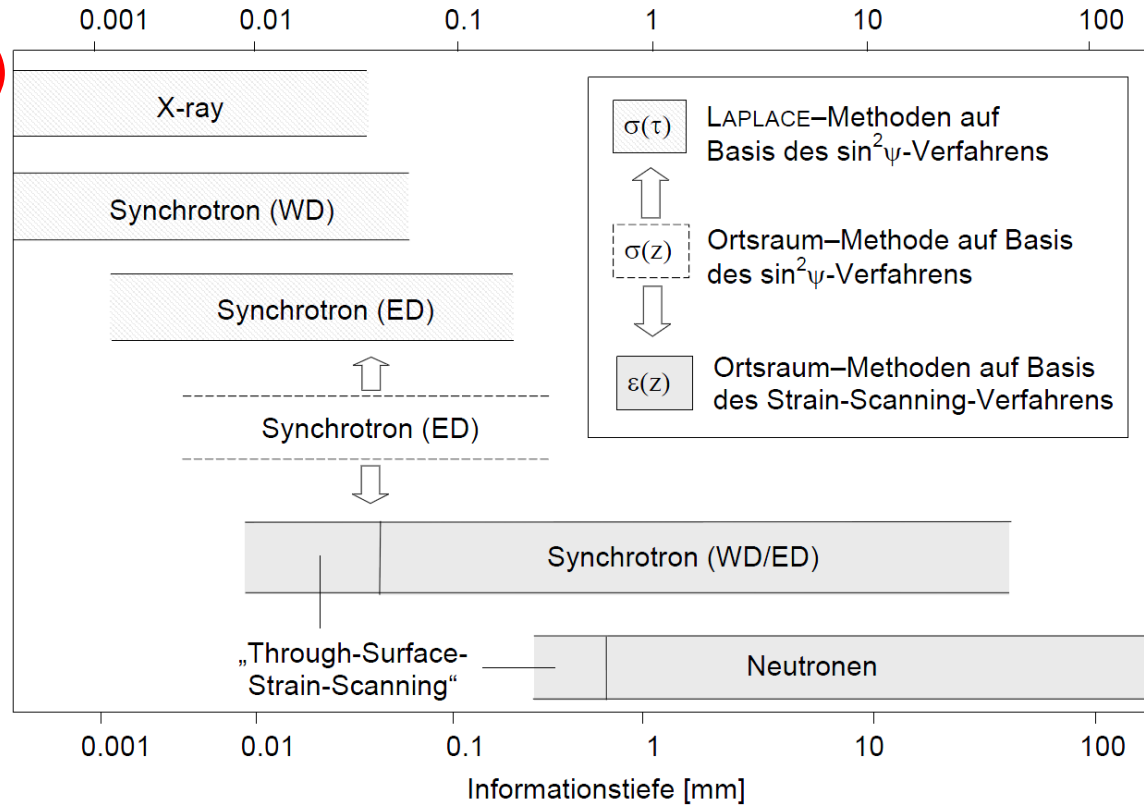 0.001 0.01 0.1 1 10 100
X-ray
Synchrotron (WD)
Synchrotron (ED)
Synchrotron (ED)
Synchrotron (WD/ED)
„Through-Surface-
Strain-Scanning“
Neutronen
σ(τ)
LAPLACE–Methoden auf
Basis des sin²ψ-Verfahrens
σ(z)
Ortsraum–Methode auf Basis
des sin²ψ-Verfahrens
ε(z)
Ortsraum–Methoden auf Basis
des Strain-Scanning-Verfahrens
0.001 0.01 0.1 1 10 100
Informationstiefe [mm]